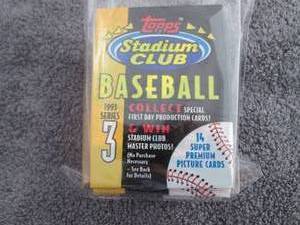 Topps
Stadium
CLUB
BASEBALL
1993
SERIES
3
COLLECT SPECIAL
FIRST DAY PRODUCTION CARDS!
& WIN
STADIUM CLUB
MASTER PHOTOS!
(No Purchase
Necessary
- See Back
for Details)
14
SUPER
PREMIUM
PICTURE CARDS